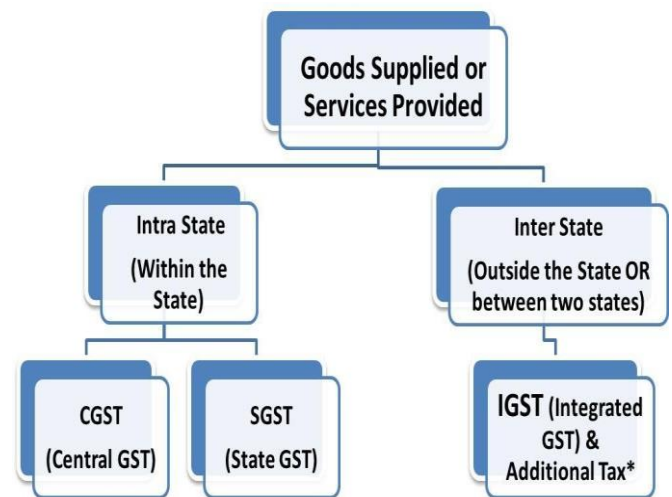 Goods Supplied or
Services Provided
Intra State
(Within the
State)
Inter State
(Outside the State OR
between two states)
CGST
(Central GST)
SGST
(State GST)
IGST (Integrated
GST) &
Additional Tax*